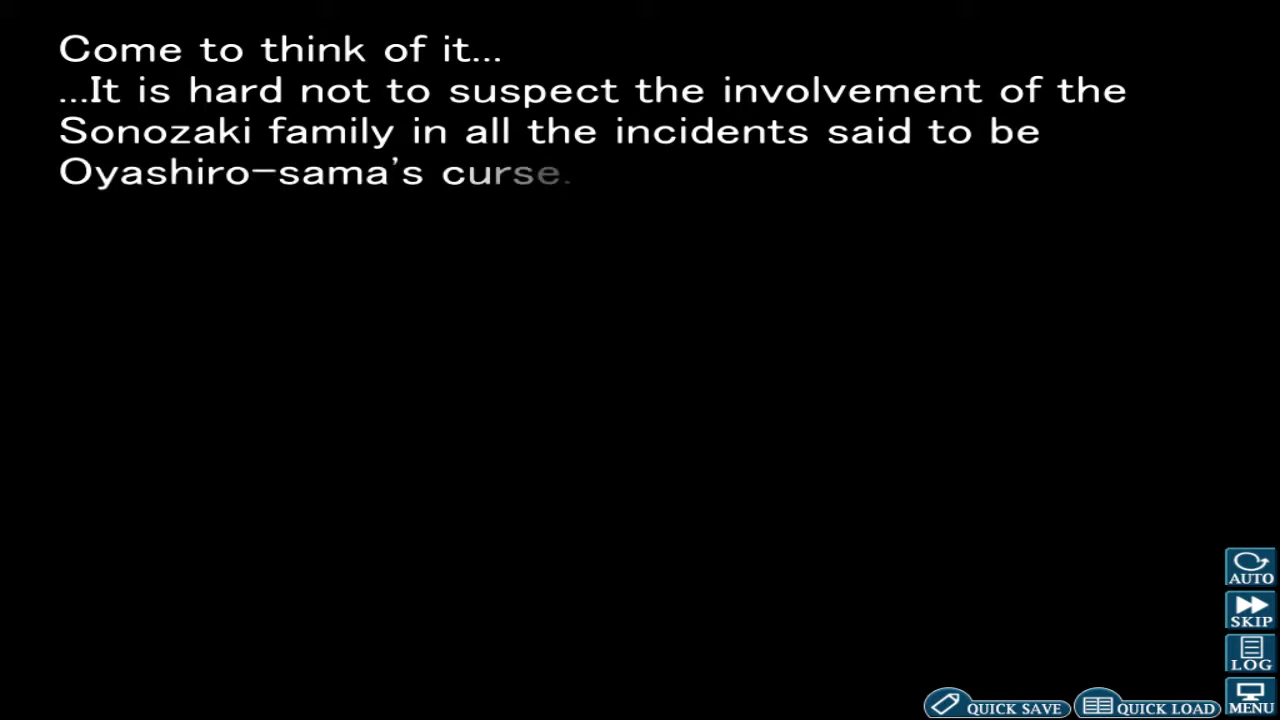 Come to think of it...
...It is hard not to suspect the involvement of the
Sonozaki family in all the incidents said to be
Oyashiro-sama's curse.
AUTO
SKIP
LOG
QUICK SAVE
QUICK LOAD
MENU